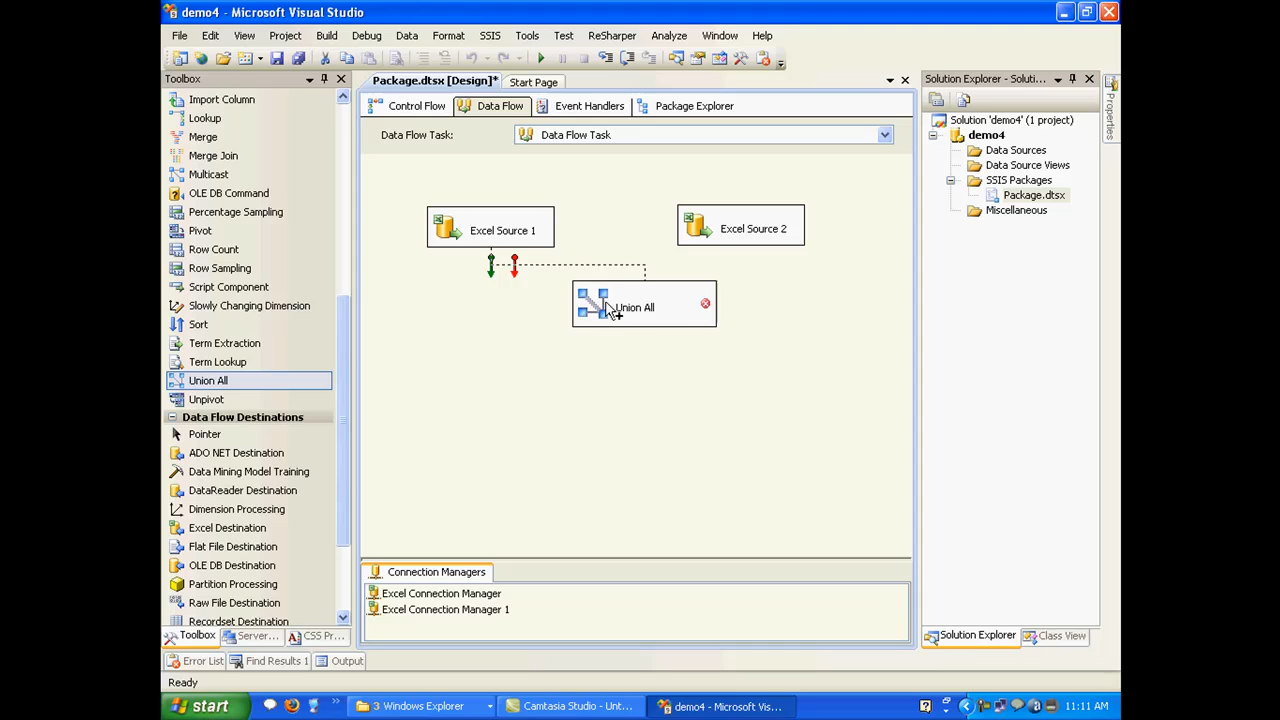 demo4 - Microsoft Visual Studio
File Edit View Project Build Debug Data Format SSIS Tools Test ReSharper Analyze Window Help
Toolbox
Import Column
Lookup
Merge
Merge Join
Multicast
OLE DB Command
Percentage Sampling
Pivot
Row Count
Row Sampling
Script Component
Slowly Changing Dimension
Sort
Term Extraction
Term Lookup
Union All
Unpivot
Data Flow Destinations
Pointer
ADO NET Destination
Data Mining Model Training
DataReader Destination
Dimension Processing
Excel Destination
Flat File Destination
OLE DB Destination
Partition Processing
Raw File Destination
Recordset Destination
Toolbox Server... CSS Pr...
Package.dtsx [Design]* Start Page
Control Flow Data Flow Event Handlers Package Explorer
Data Flow Task: Data Flow Task
Excel Source 1
Excel Source 2
Union All
Connection Managers
Excel Connection Manager
Excel Connection Manager 1
Solution Explorer - Soluti...
Solution 'demo4' (1 project)
demo4
Data Sources
Data Source Views
SSIS Packages
Package.dtsx
Miscellaneous
Solution Explorer Class View
Properties
Error List Find Results 1 Output
Ready
start 3 Windows Explorer Camtasia Studio - Unt... demo4 - Microsoft Vis... 11:11 AM